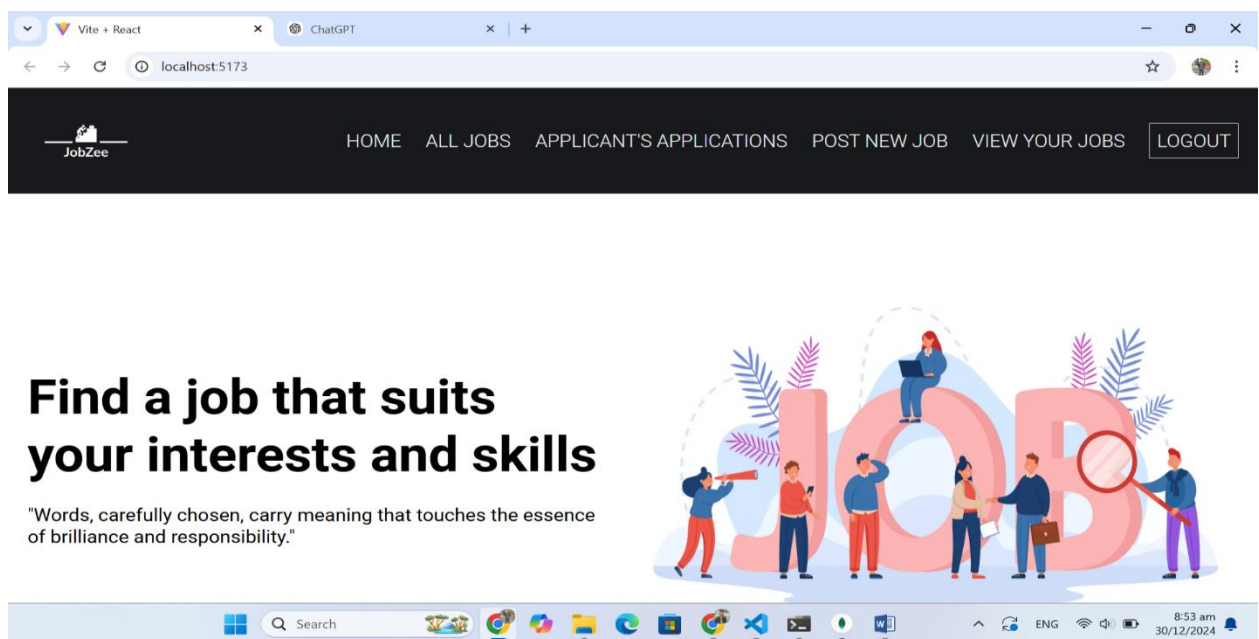 Vite + React
ChatGPT
localhost:5173
JobZee
HOME ALL JOBS APPLICANT'S APPLICATIONS POST NEW JOB VIEW YOUR JOBS LOGOUT
JOB
Find a job that suits
your interests and skills
"Words, carefully chosen, carry meaning that touches the essence
of brilliance and responsibility."
Search
ENG
8:53 am
30/12/2024